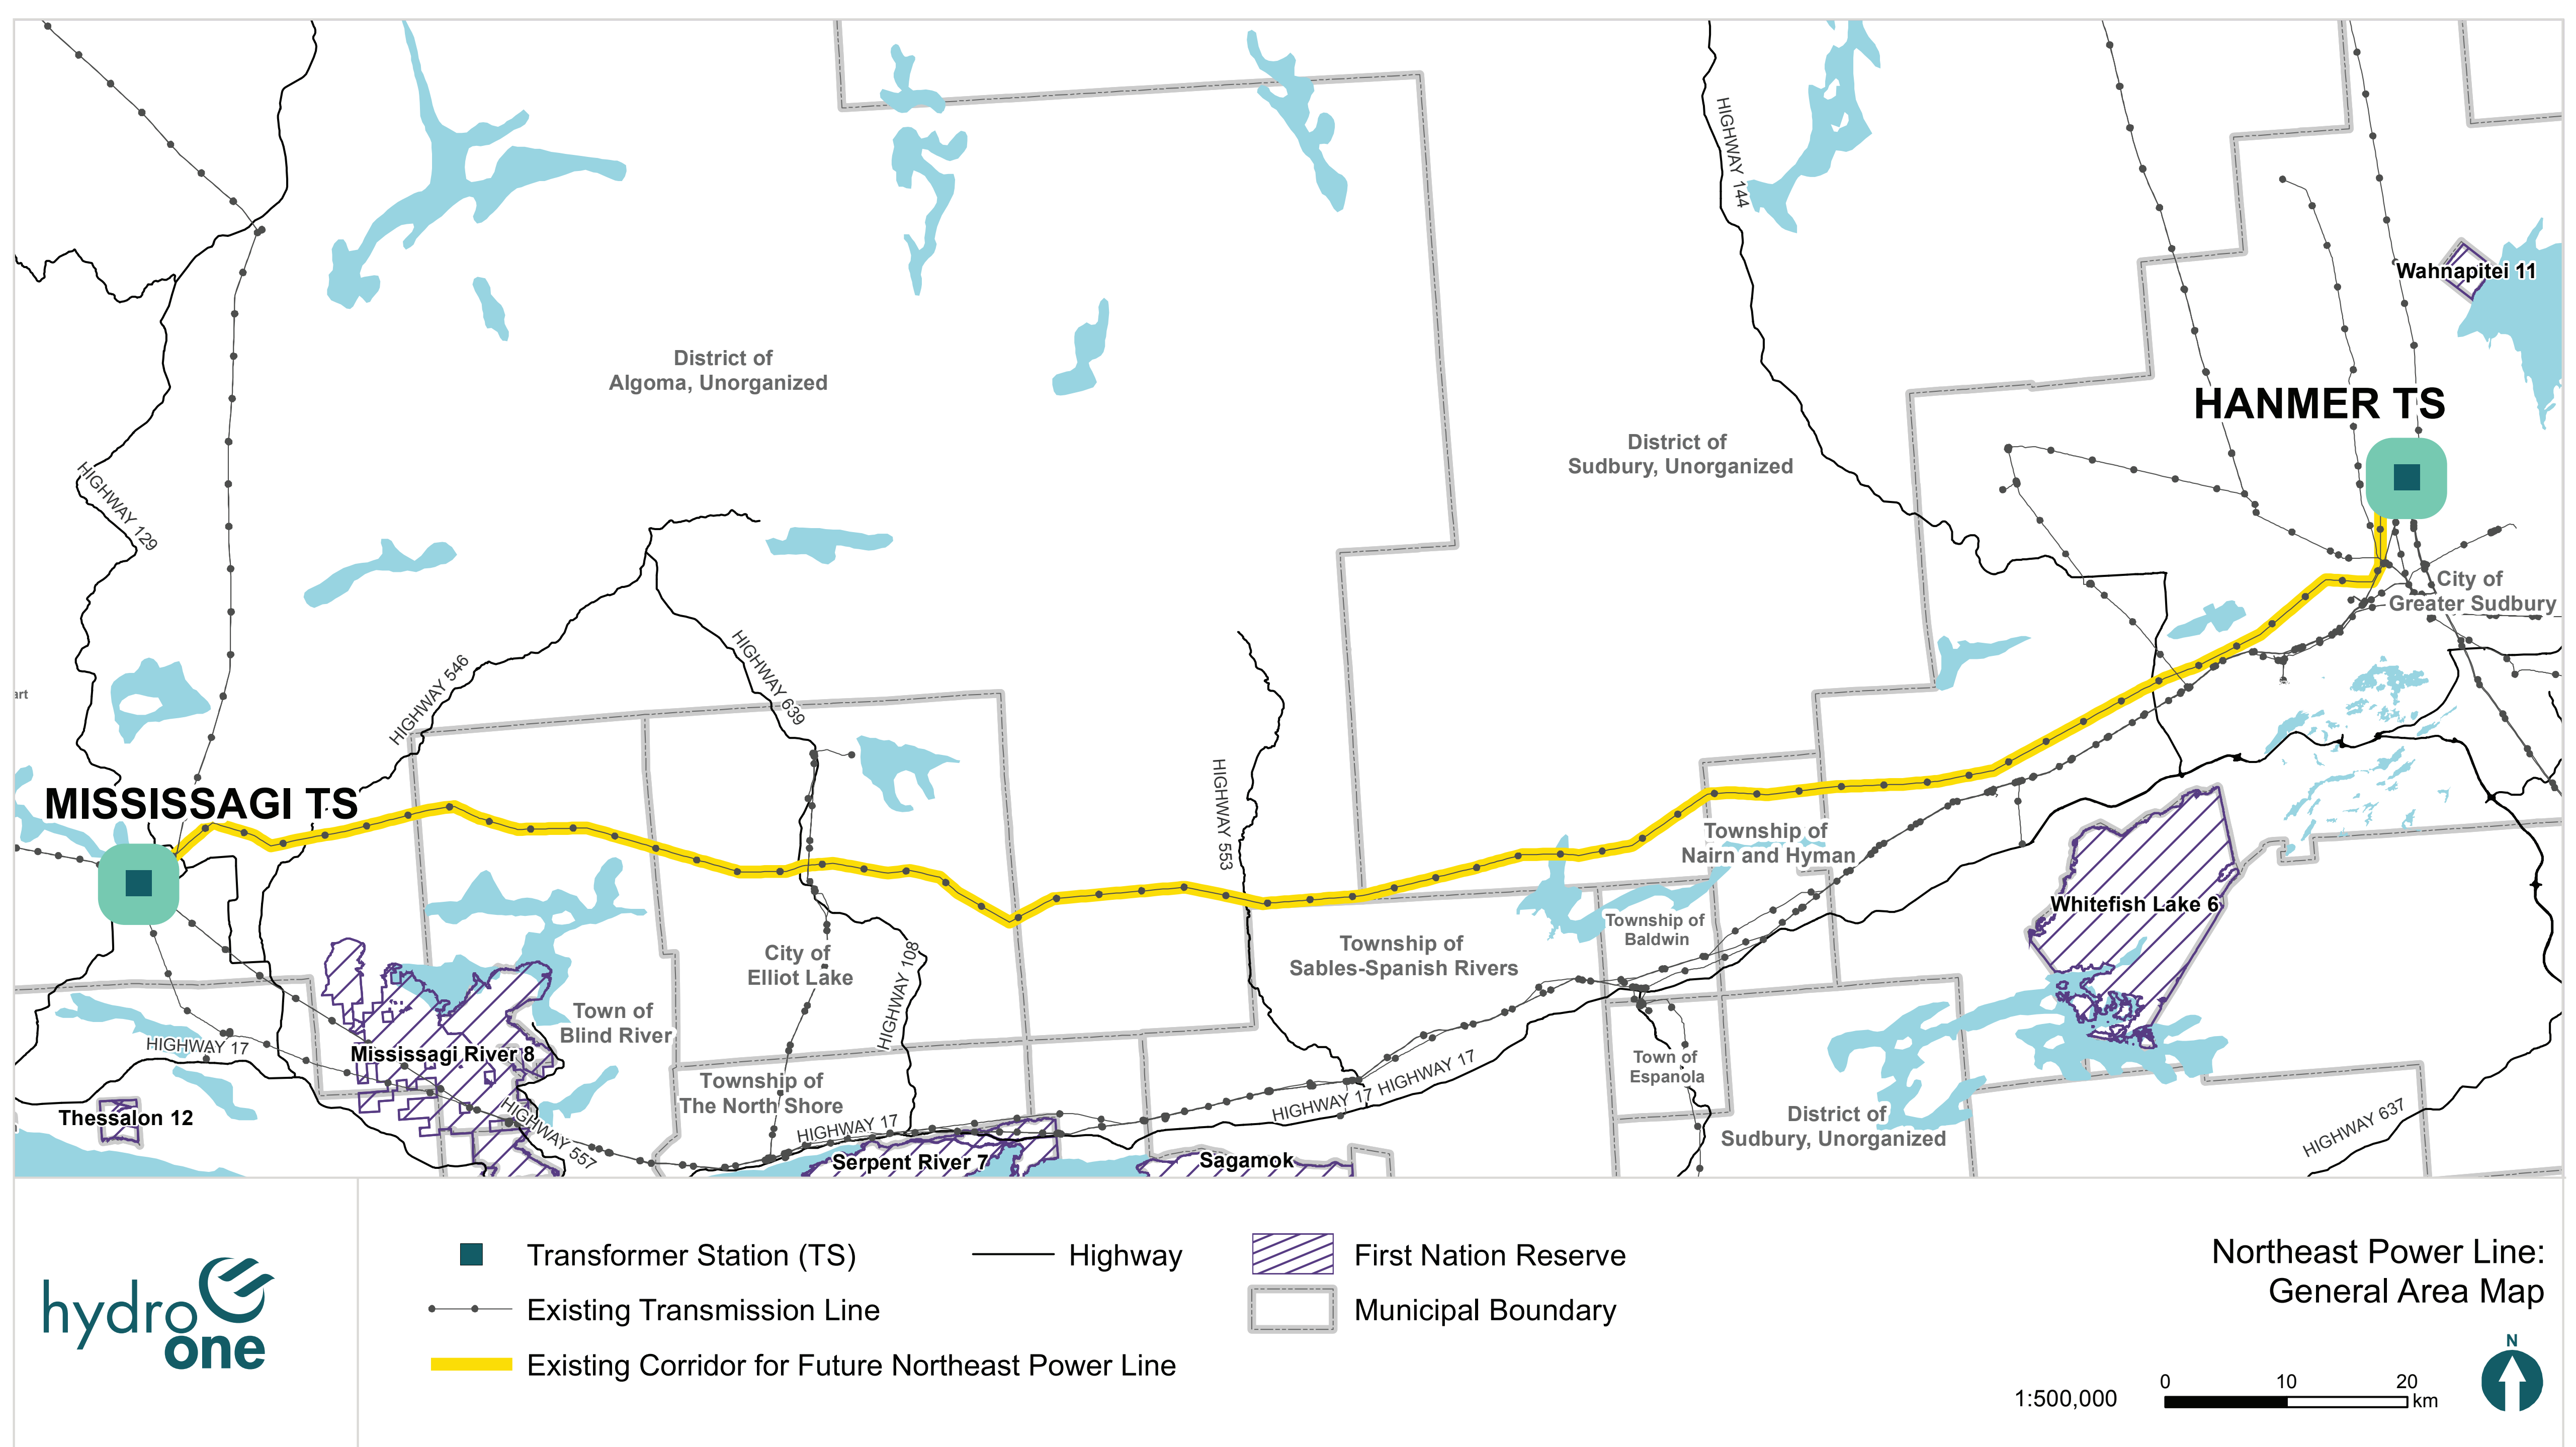 HIGHWAY 144
Wahnapitei 11
District of
Algoma, Unorganized
HANMER TS
District of
Sudbury, Unorganized
HIGHWAY 129
City of
Greater Sudbury
HIGHWAY 546
HIGHWAY 639
art
MISSISSAGI TS
HIGHWAY 553
Township of
Nairn and Hyman
Whitefish Lake 6
Township of
Baldwin
City of
Elliot Lake
HIGHWAY 108
Township of
Sables-Spanish Rivers
Town of
Blind River
HIGHWAY 17
Mississagi River 8
Town of
Espanola
Township of
The North Shore
HIGHWAY 17
HIGHWAY 17
HIGHWAY 17
Thessalon 12
HIGHWAY 557
District of
Sudbury, Unorganized
HIGHWAY 637
Serpent River 7
Sagamok
hydro
one
Transformer Station (TS)
Existing Transmission Line
Existing Corridor for Future Northeast Power Line
Highway
First Nation Reserve
Municipal Boundary
Northeast Power Line:
General Area Map
N
1:500,000
0 10 20
km